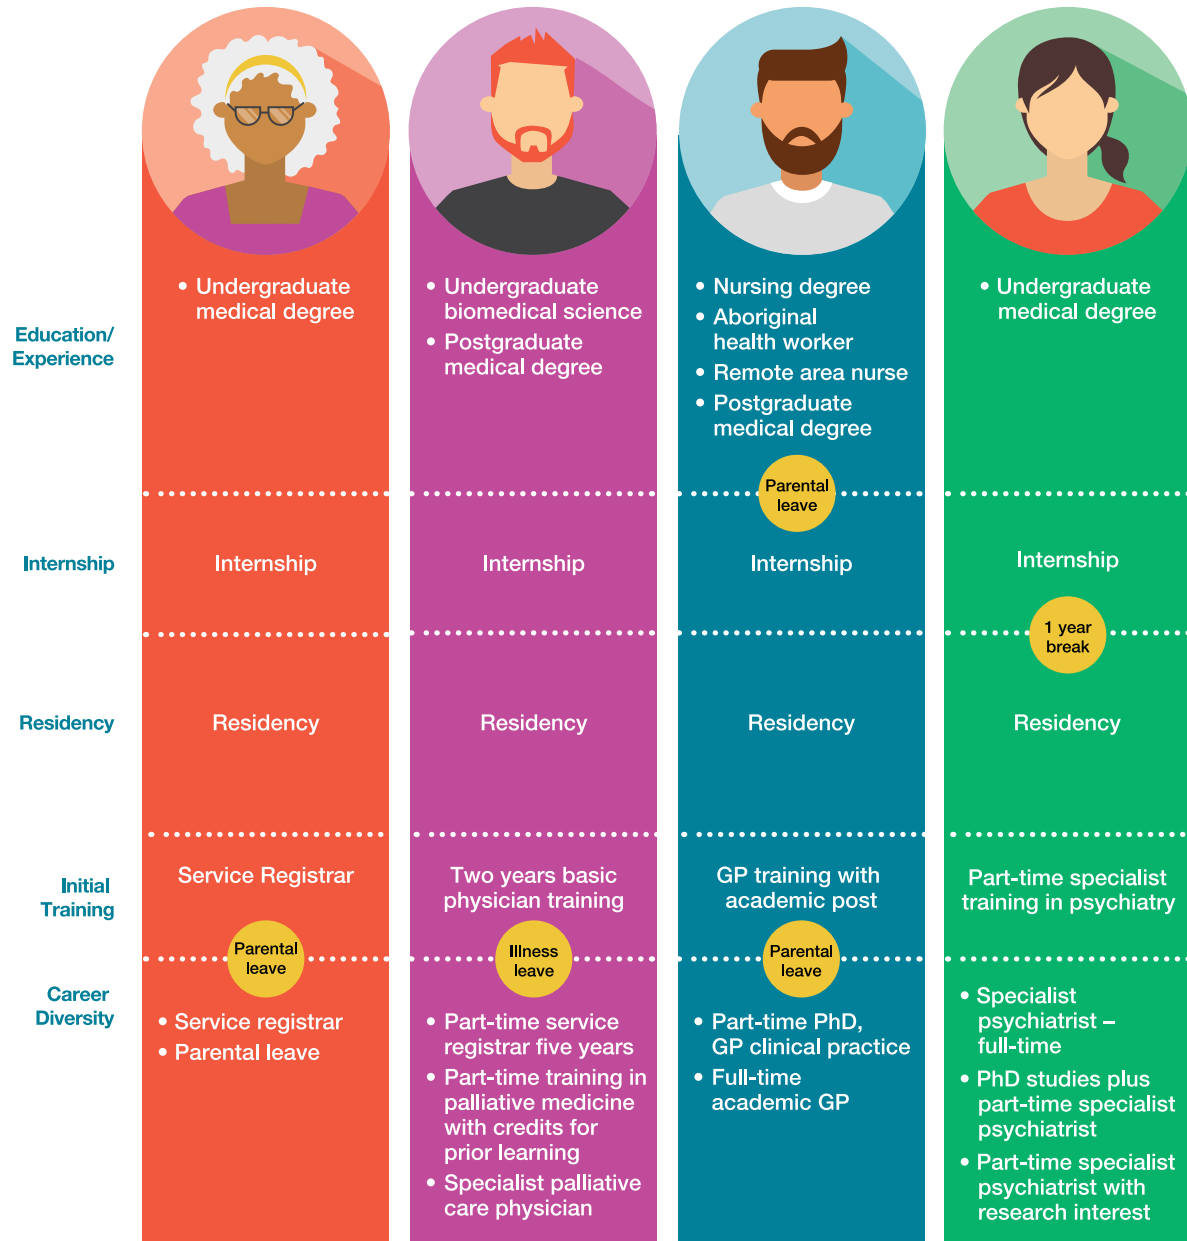 Education/
Experience
• Undergraduate
medical degree
• Undergraduate
biomedical science
• Postgraduate
medical degree
• Nursing degree
• Aboriginal
health worker
• Remote area nurse
• Postgraduate
medical degree
• Undergraduate
medical degree
Parental
leave
Internship
Internship
Internship
Internship
Internship
1 year
break
Residency
Residency
Residency
Residency
Residency
Initial
Training
Service Registrar
Two years basic
physician training
GP training with
academic post
Part-time specialist
training in psychiatry
Parental
leave
Illness
leave
Parental
leave
Career
Diversity
• Service registrar
• Parental leave
• Part-time service
registrar five years
• Part-time training in
palliative medicine
with credits for
prior learning
• Specialist palliative
care physician
• Part-time PhD,
GP clinical practice
• Full-time
academic GP
• Specialist
psychiatrist –
full-time
• PhD studies plus
part-time specialist
psychiatrist
• Part-time specialist
psychiatrist with
research interest